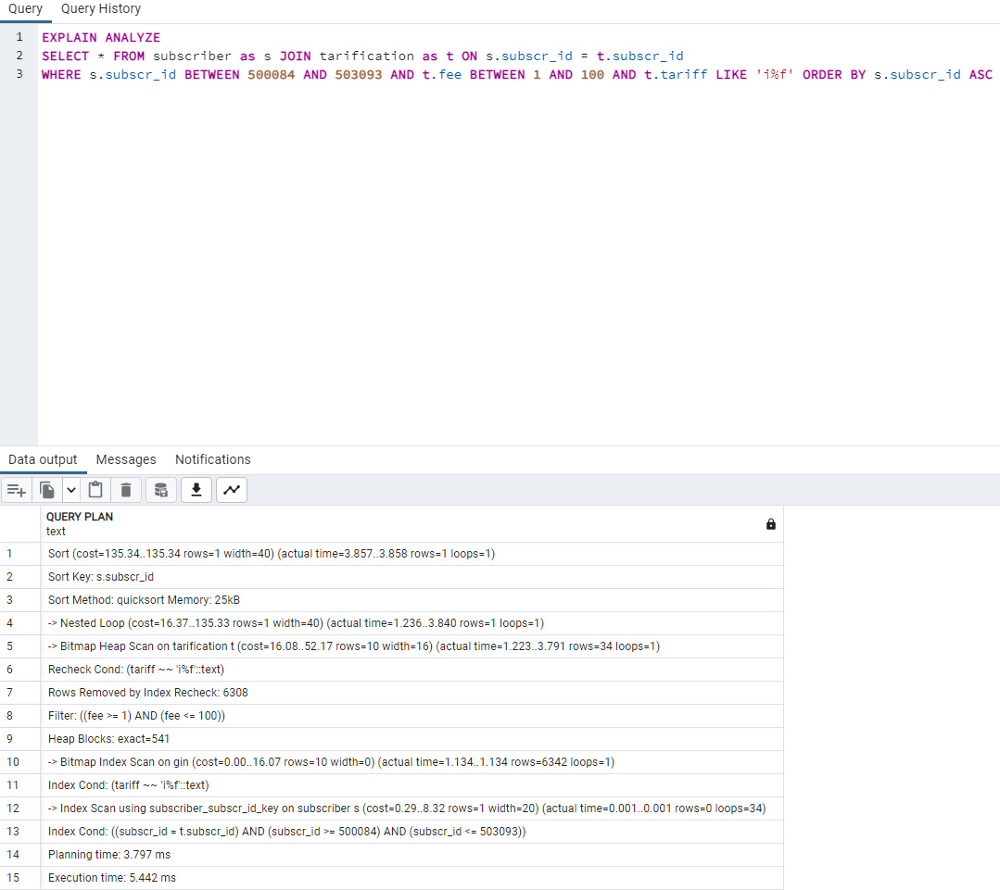 Query Query History
1 EXPLAIN ANALYZE
2 SELECT * FROM subscriber as s JOIN tarification as t ON s.subscr_id = t.subscr_id
3 WHERE s.subscr_id BETWEEN 500084 AND 503093 AND t.fee BETWEEN 1 AND 100 AND t.tariff LIKE 'i%f' ORDER BY s.subscr_id ASC
Data output Messages Notifications
QUERY PLAN
text
1 Sort (cost=135.34..135.34 rows=1 width=40) (actual time=3.857..3.858 rows=1 loops=1)
2 Sort Key: s.subscr_id
3 Sort Method: quicksort Memory: 25kB
4 -> Nested Loop (cost=16.37..135.33 rows=1 width=40) (actual time=1.236..3.840 rows=1 loops=1)
5 -> Bitmap Heap Scan on tarification t (cost=16.08..52.17 rows=10 width=16) (actual time=1.223..3.791 rows=34 loops=1)
6 Recheck Cond: (tariff ~~ 'i%f'::text)
7 Rows Removed by Index Recheck: 6308
8 Filter: ((fee >= 1) AND (fee <= 100))
9 Heap Blocks: exact=541
10 -> Bitmap Index Scan on gin (cost=0.00..16.07 rows=10 width=0) (actual time=1.134..1.134 rows=6342 loops=1)
11 Index Cond: (tariff ~~ 'i%f'::text)
12 -> Index Scan using subscriber_subscr_id_key on subscriber s (cost=0.29..8.32 rows=1 width=20) (actual time=0.001..0.001 rows=0 loops=34)
13 Index Cond: ((subscr_id = t.subscr_id) AND (subscr_id >= 500084) AND (subscr_id <= 503093))
14 Planning time: 3.797 ms
15 Execution time: 5.442 ms